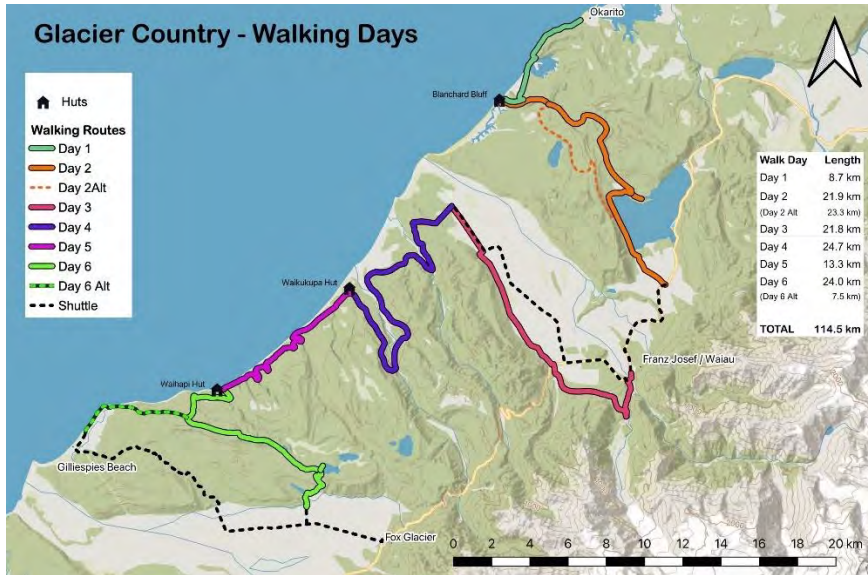 Glacier Country - Walking Days
Okarito
Blanchard Bluff
Huts
Walking Routes
Day 1
Day 2
Day 2Alt
Day 3
Day 4
Day 5
Day 6
Day 6 Alt
Shuttle
Walk Day Length
Day 1 8.7 km
Day 2 21.9 km
(Day 2 Alt 23.3 km)
Day 3 21.8 km
Day 4 24.7 km
Day 5 13.3 km
Day 6 24.0 km
(Day 6 Alt 7.5 km)
TOTAL 114.5 km
Waikukupa Hut
Franz Josef / Waiau
Waihapi Hut
Gilliespies Beach
Fox Glacier
0 2 4 6 8 10 12 14 16 18 20 km